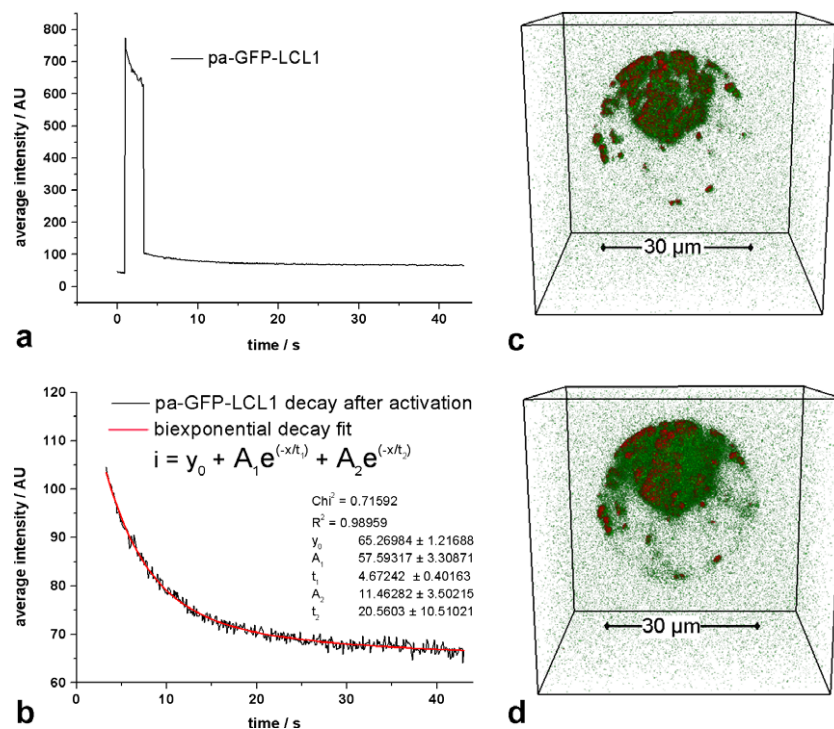 800
700
600
500
400
300
200
100
0
average intensity / AU
pa-GFP-LCL1
0 10 20 30 40
time / s
a
30 µm
c
120
110
100
90
80
70
60
average intensity / AU
pa-GFP-LCL1 decay after activation
biexponential decay fit
i = y₀ + A₁e^(-x/t₁) + A₂e^(-x/t₂)
Chi² = 0.71592
R² = 0.98959
y₀ 65.26984 ± 1.21688
A₁ 57.59317 ± 3.30871
t₁ 4.67242 ± 0.40163
A₂ 11.46282 ± 3.50215
t₂ 20.5603 ± 10.51021
0 10 20 30 40
time / s
b
30 µm
d